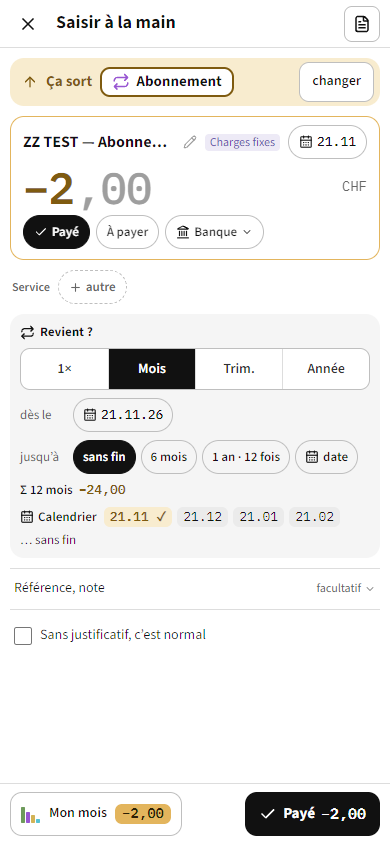 Saisir à la main
Ça sort Abonnement changer
ZZ TEST — Abonne… Charges fixes 21.11
−2,00 CHF
Payé À payer Banque
Service + autre
Revient ?
1× Mois Trim. Année
dès le 21.11.26
jusqu'à sans fin 6 mois 1 an · 12 fois date
Σ 12 mois −24,00
Calendrier 21.11 ✓ 21.12 21.01 21.02
… sans fin
Référence, note facultatif
Sans justificatif, c'est normal
Mon mois −2,00 Payé −2,00